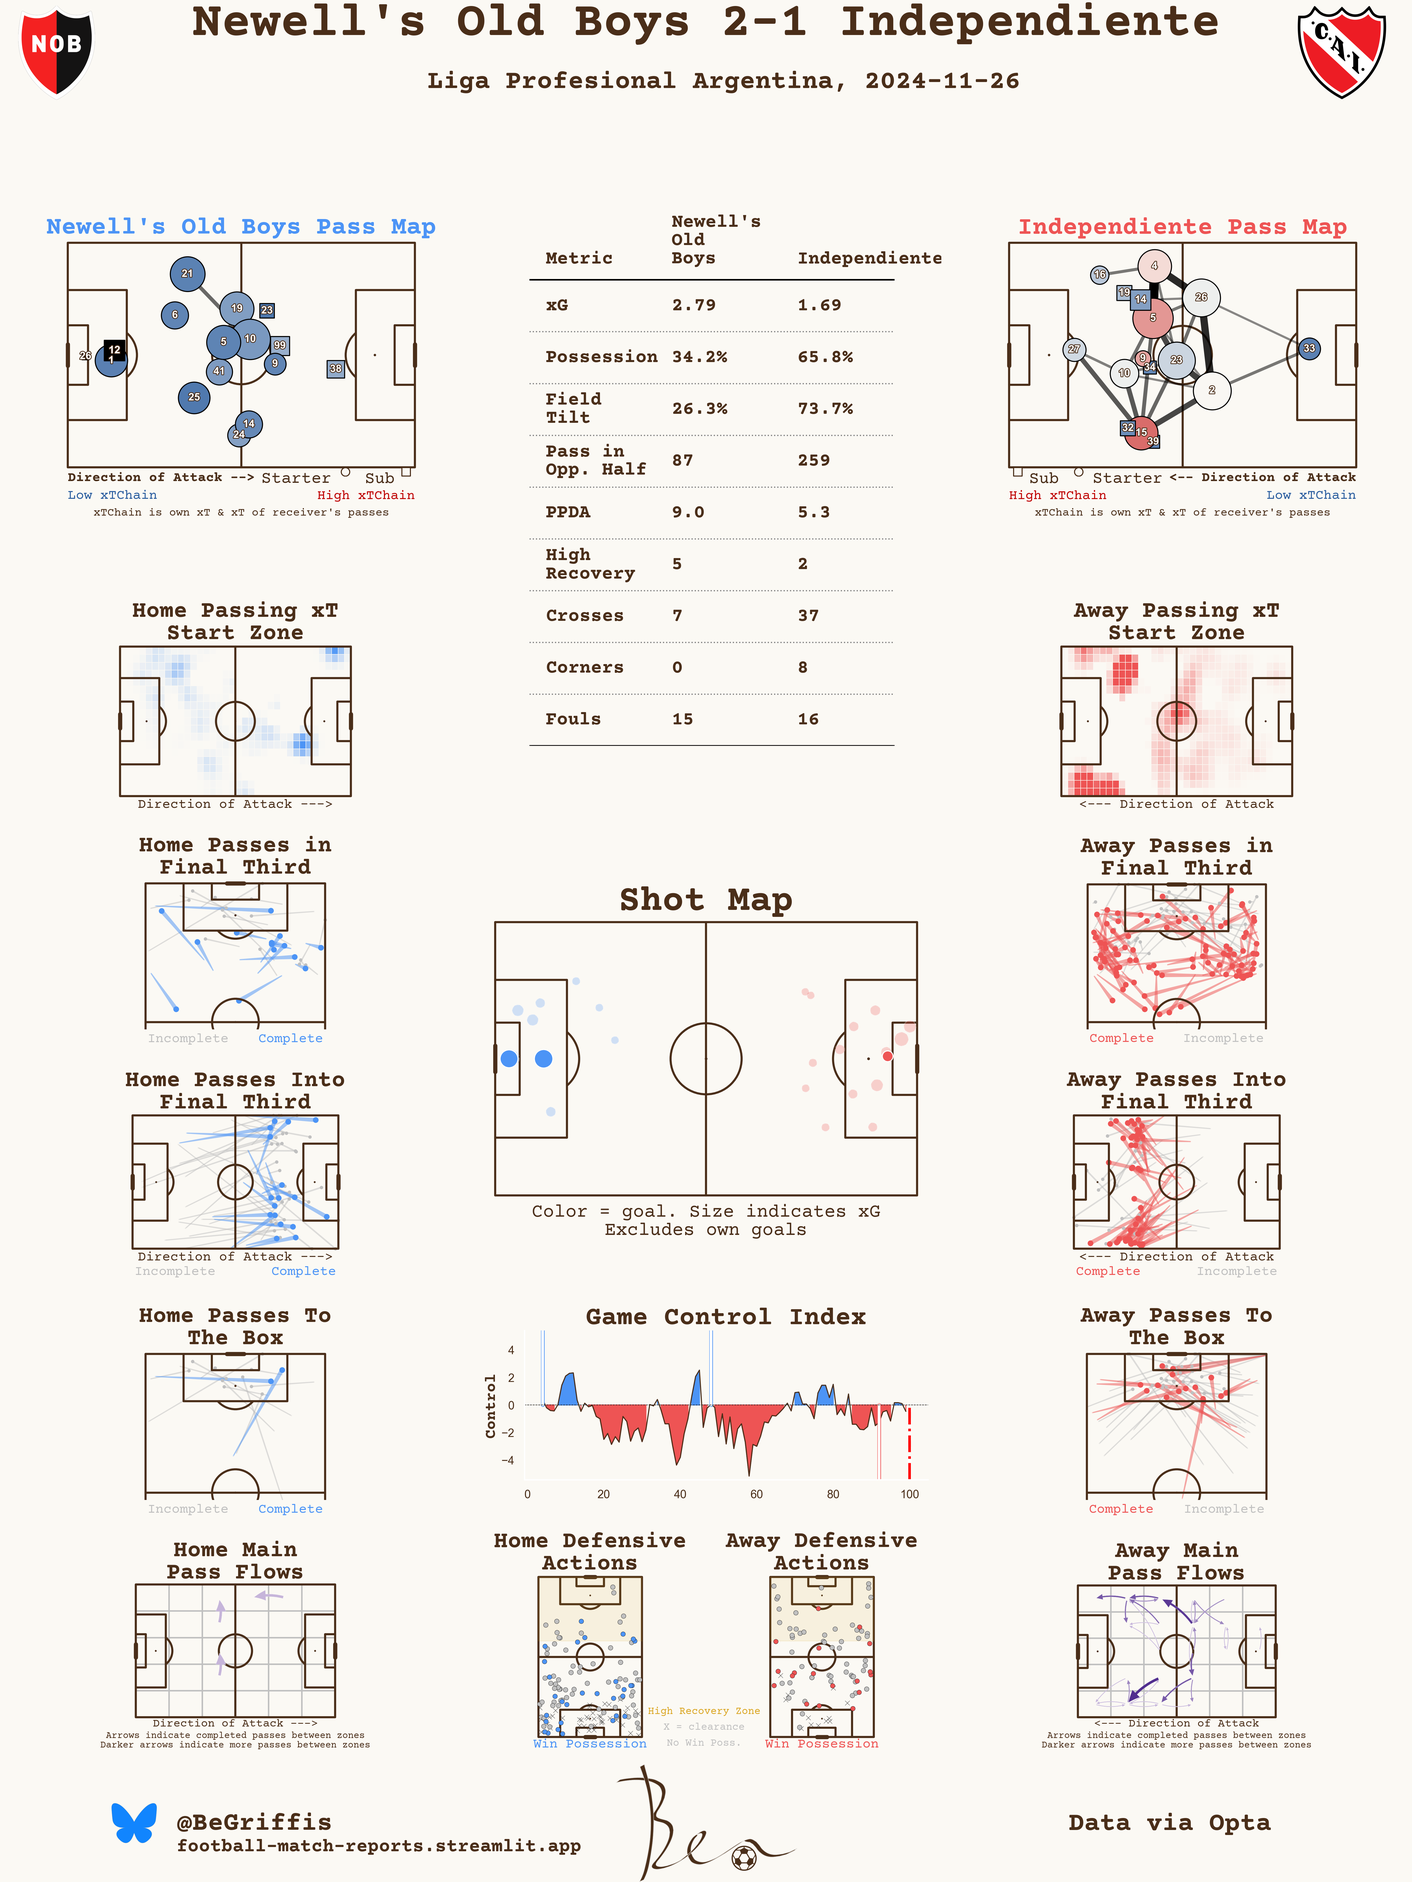 Newell's Old Boys 2-1 Independiente
NOB
C.A.I.
Liga Profesional Argentina, 2024-11-26
Newell's Old Boys Pass Map
21
6
19
23
5
10
99
9
26
12
1
41
38
25
14
24
Direction of Attack --> Starter Sub
Low xTChain High xTChain
xTChain is own xT & xT of receiver's passes
Metric Newell's Old Boys Independiente
xG 2.79 1.69
Possession 34.2% 65.8%
Field Tilt 26.3% 73.7%
Pass in Opp. Half 87 259
PPDA 9.0 5.3
High Recovery 5 2
Crosses 7 37
Corners 0 8
Fouls 15 16
Independiente Pass Map
16
4
19
14
26
5
27
9
34
23
33
10
2
32
15
39
Sub Starter <-- Direction of Attack
High xTChain Low xTChain
xTChain is own xT & xT of receiver's passes
Home Passing xT
Start Zone
Direction of Attack --->
Away Passing xT
Start Zone
<--- Direction of Attack
Home Passes in
Final Third
Incomplete Complete
Away Passes in
Final Third
Complete Incomplete
Shot Map
Color = goal. Size indicates xG
Excludes own goals
Home Passes Into
Final Third
Direction of Attack --->
Incomplete Complete
Away Passes Into
Final Third
<--- Direction of Attack
Complete Incomplete
Home Passes To
The Box
Incomplete Complete
Game Control Index
Control
4
2
0
−2
−4
0 20 40 60 80 100
Away Passes To
The Box
Complete Incomplete
Home Main
Pass Flows
Direction of Attack --->
Arrows indicate completed passes between zones
Darker arrows indicate more passes between zones
Home Defensive
Actions
Win Possession
Away Defensive
Actions
Win Possession
High Recovery Zone
X = clearance
No Win Poss.
Away Main
Pass Flows
<--- Direction of Attack
Arrows indicate completed passes between zones
Darker arrows indicate more passes between zones
@BeGriffis
football-match-reports.streamlit.app
Ben
Data via Opta